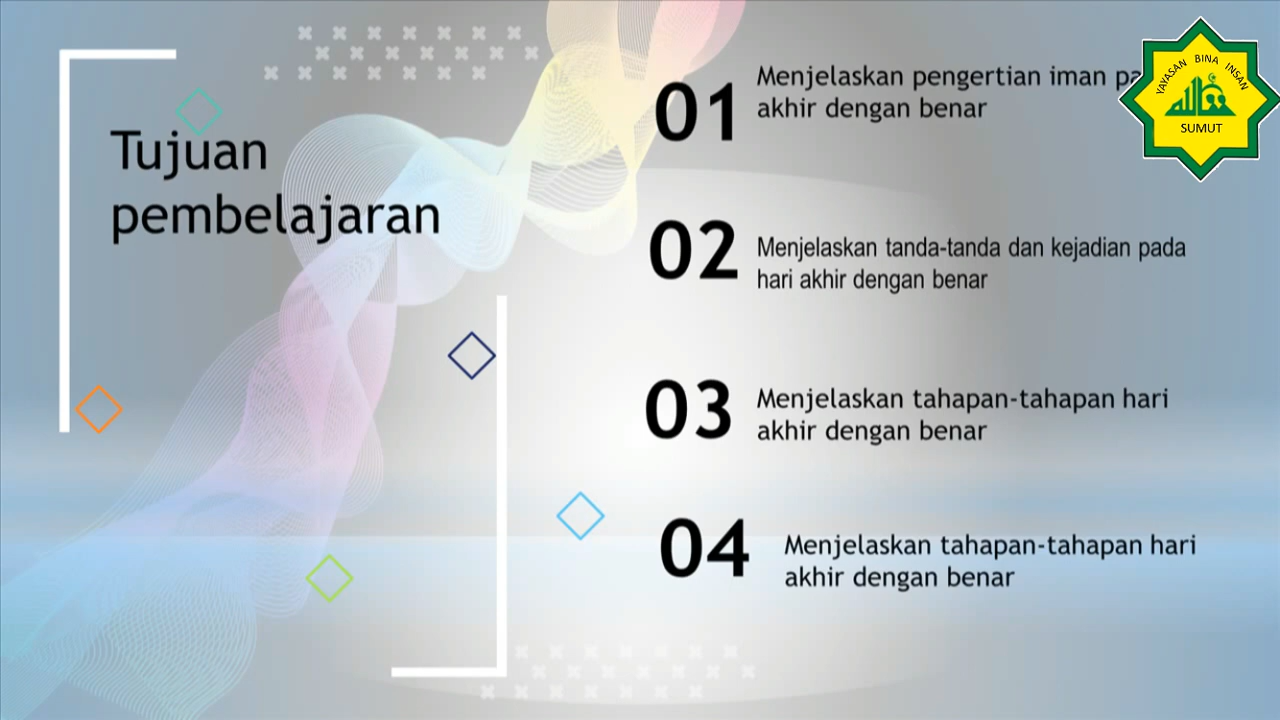 Tujuan
pembelajaran
01
Menjelaskan pengertian iman
akhir dengan benar
02
Menjelaskan tanda-tanda dan kejadian pada
hari akhir dengan benar
03
Menjelaskan tahapan-tahapan hari
akhir dengan benar
04
Menjelaskan tahapan-tahapan hari
akhir dengan benar
YAYASAN BINA INSAN
SUMUT